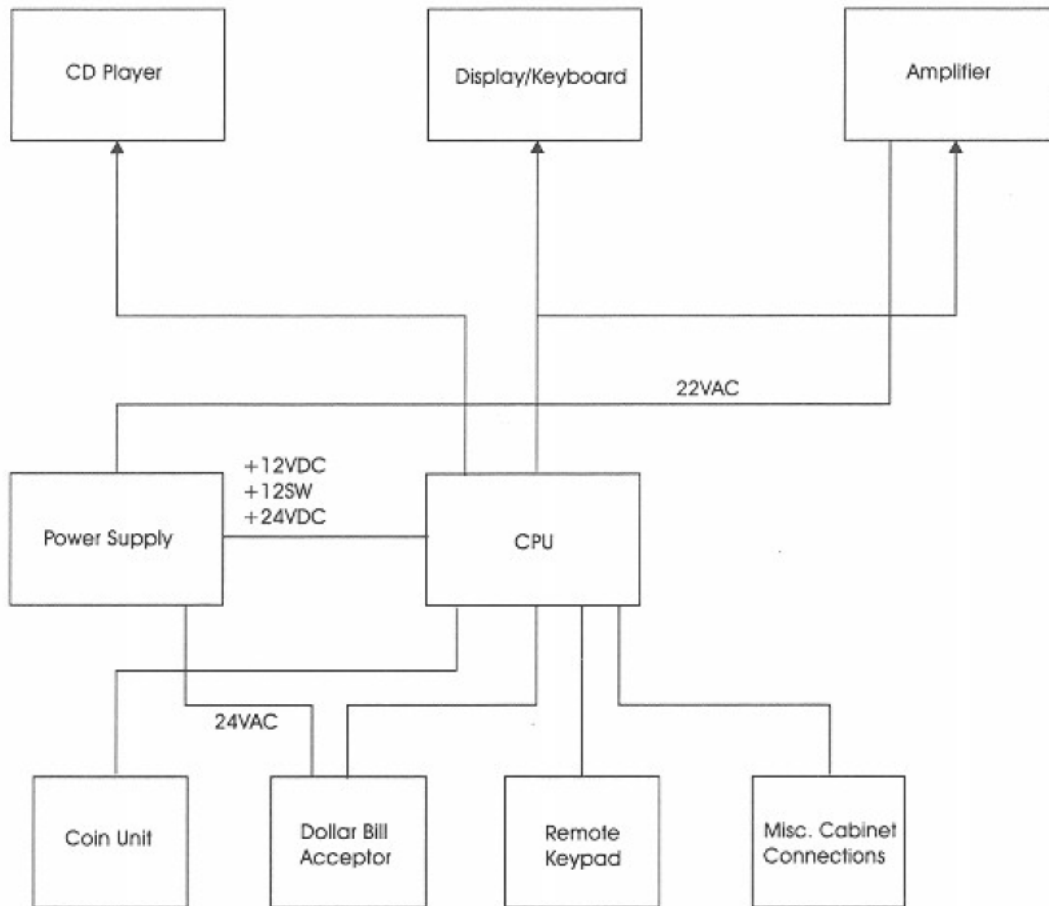 CD Player
Display/Keyboard
Amplifier
22VAC
+12VDC
+12SW
+24VDC
Power Supply
CPU
24VAC
Coin Unit
Dollar Bill
Acceptor
Remote
Keypad
Misc. Cabinet
Connections